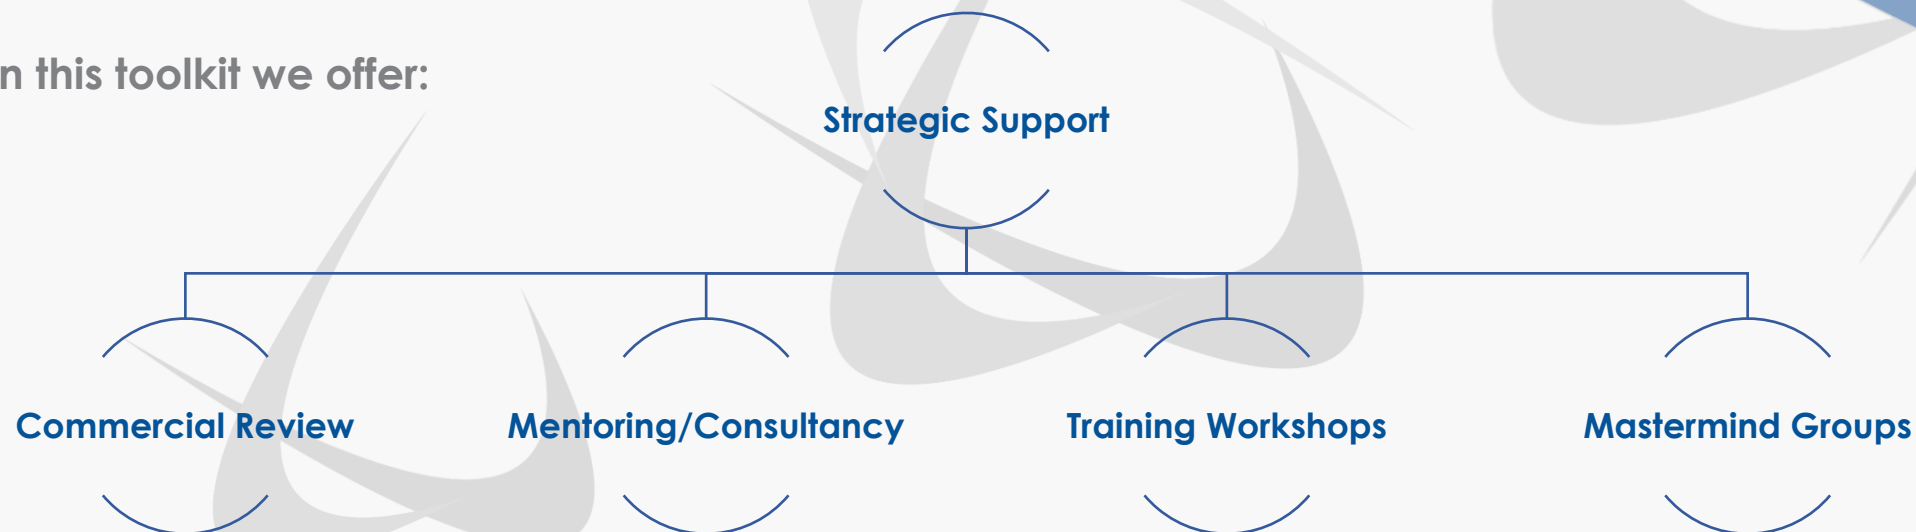 n this toolkit we offer:
Strategic Support
Commercial Review
Mentoring/Consultancy
Training Workshops
Mastermind Groups